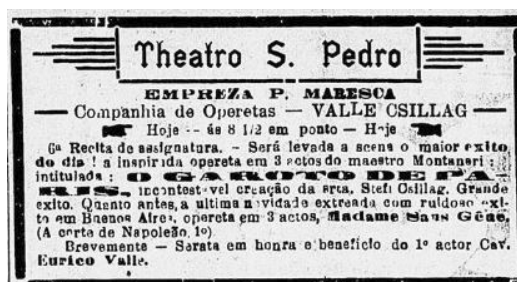 Theatro S. Pedro
EMPREZA P. MARESCA
Companhia de Operetas — VALLE CSILLAG
Hoje — ás 8 1/2 em ponto — Hoje
6ª Recita de assignatura. - Será levada a scena o maior exito
do dia! a inspirida opereta em 3 actos do maestro Montanari
intitulada: O GAROTO DE PA-
RIS, incontestavel creação da srta. Stefi Csillag. Grande
exito. Quanto antes, a ultima novidade extreada com ruidoso exi-
to em Buenos Aires, opereta em 3 actos, Madame Sans Gêne,
(A corte de Napoleão, 1º)
Brevemente — Serata em honra e beneficio do 1º actor Cav.
Eurico Valle.